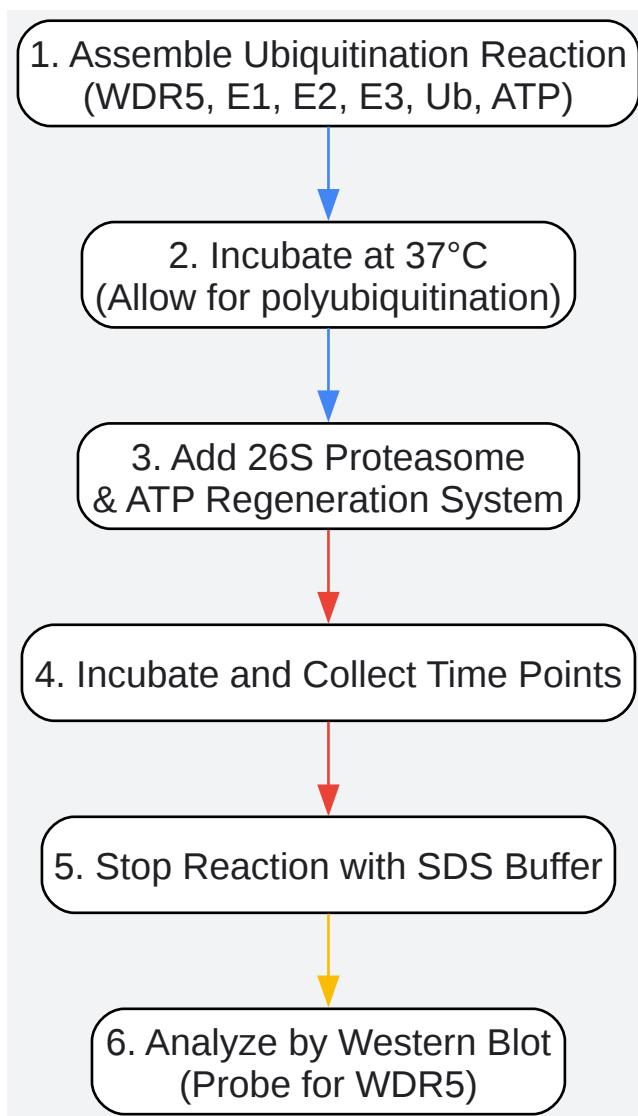 1. Assemble Ubiquitination Reaction
(WDR5, E1, E2, E3, Ub, ATP)
2. Incubate at 37°C
(Allow for polyubiquitination)
3. Add 26S Proteasome
& ATP Regeneration System
4. Incubate and Collect Time Points
5. Stop Reaction with SDS Buffer
6. Analyze by Western Blot
(Probe for WDR5)